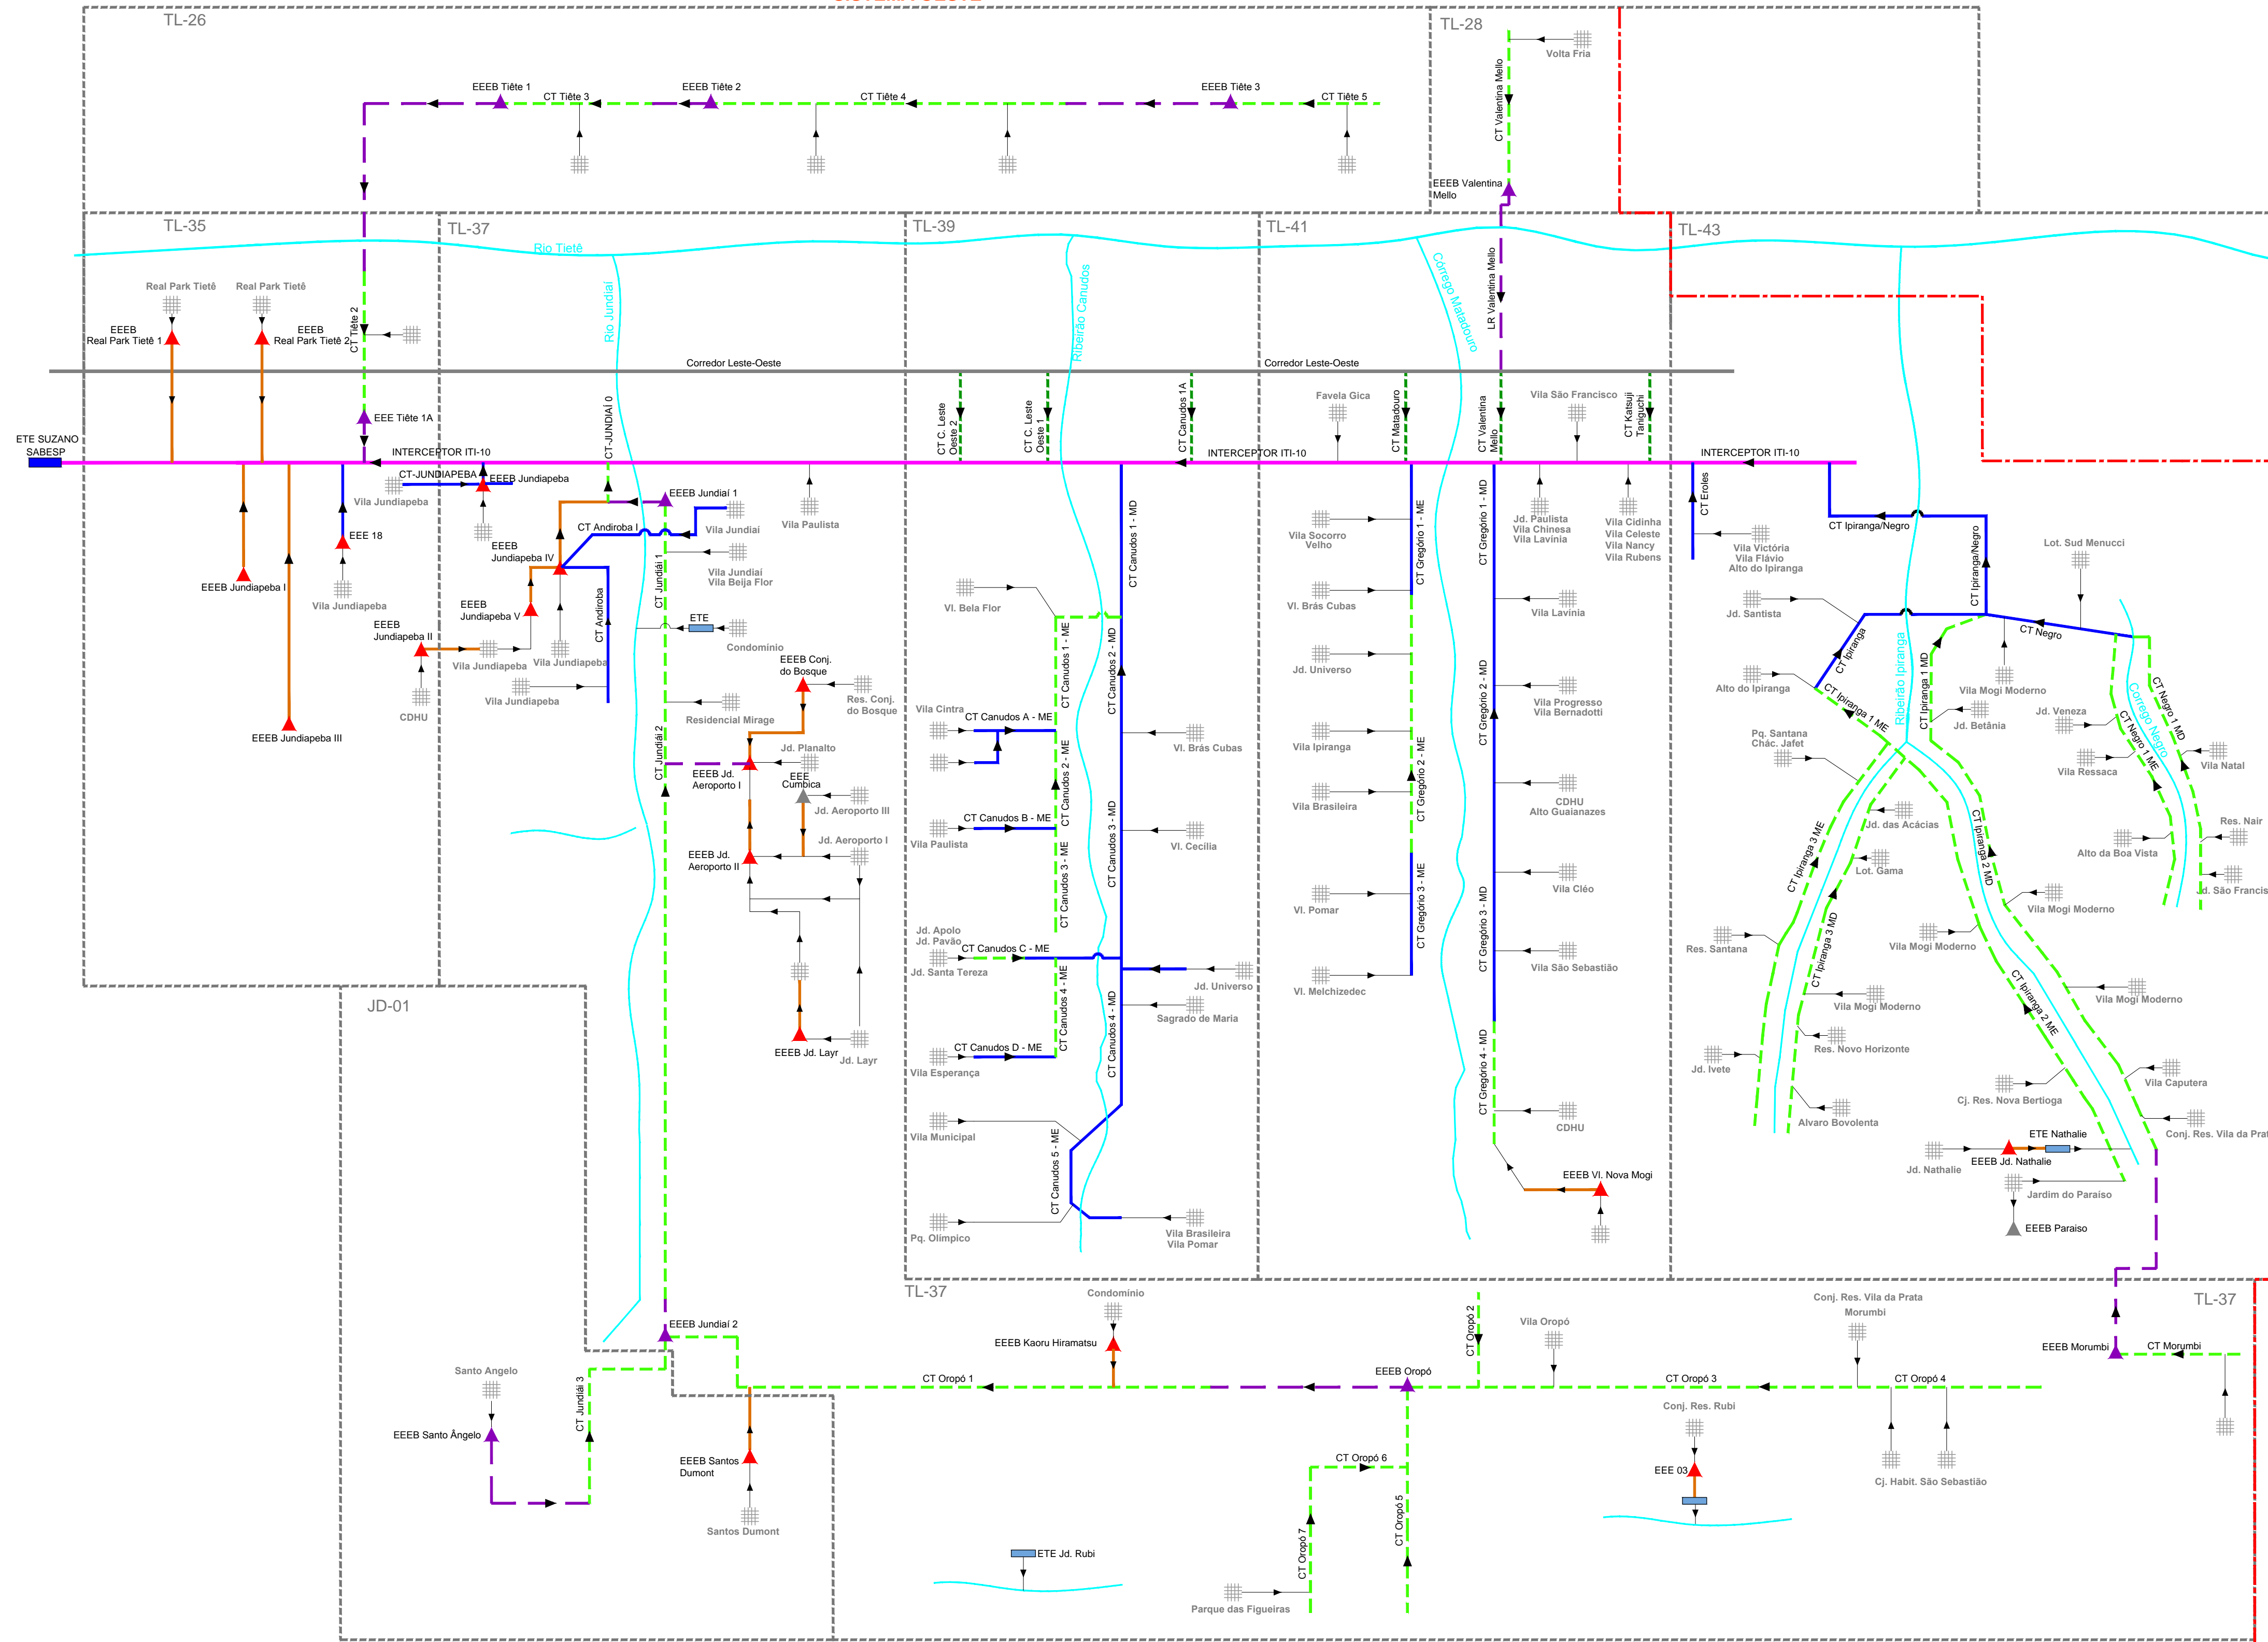 TL-26
TL-28
Volta Fria
CT Valentina Mello
EEEB Tiête 1
CT Tiête 3
EEEB Tiête 2
CT Tiête 4
EEEB Tiête 3
CT Tiête 5
EEEB Valentina
Mello
TL-35
TL-37
TL-39
TL-41
TL-43
Rio Tietê
Rio Jundiaí
Ribeirão Canudos
Córrego Matadouro
LR Valentina Mello
Real Park Tietê
Real Park Tietê
EEEB
Real Park Tietê 1
EEEB
Real Park Tietê 2
CT Tiête 2
Corredor Leste-Oeste
Corredor Leste-Oeste
EEE Tiête 1A
CT-JUNDIAÍ 0
CT C. Leste
Oeste 2
CT C. Leste
Oeste 1
CT Canudos 1A
Favela Gica
CT Matadouro
CT Valentina
Mello
Vila São Francisco
CT Katsuji
Taniguchi
ETE SUZANO
SABESP
INTERCEPTOR ITI-10
INTERCEPTOR ITI-10
INTERCEPTOR ITI-10
CT-JUNDIAPEBA
EEEB Jundiapeba
Vila Jundiapeba
EEEB Jundiaí 1
Vila Jundiai
Vila Paulista
CT Andiroba I
EEE 18
EEEB
Jundiapeba IV
Vila Jundiai
Vila Beija Flor
CT Jundiái 1
EEEB Jundiapeba I
Vila Jundiapeba
EEEB
Jundiapeba V
EEEB
Jundiapeba II
CT Andiroba
ETE
Condomínio
Vila Jundiapeba
Vila Jundiapeba
Vila Jundiapeba
CDHU
EEEB Jundiapeba III
EEEB Conj.
do Bosque
Res. Conj.
do Bosque
Residencial Mirage
CT Jundiái 2
Jd. Planalto
EEEB Jd.
Aeroporto I
EEE
Cumbica
Jd. Aeroporto III
Jd. Aeroporto I
EEEB Jd.
Aeroporto II
EEEB Jd. Layr
Jd. Layr
CT Canudos 1 - MD
Vl. Bela Flor
CT Canudos 1 - ME
CT Canudos 2 - MD
Vila Cintra
CT Canudos A - ME
Vl. Brás Cubas
CT Canudos 2 - ME
CT Canudos B - ME
Vila Paulista
Vl. Cecília
CT Canudos 3 - ME
CT Canudos 3 - MD
Jd. Apolo
Jd. Pavão
CT Canudos C - ME
Jd. Santa Tereza
Jd. Universo
CT Canudos 4 - ME
Sagrado de Maria
CT Canudos 4 - MD
CT Canudos D - ME
Vila Esperança
Vila Municipal
CT Canudos 5 - ME
Pq. Olímpico
Vila Brasileira
Vila Pomar
CT Gregório 1 - ME
CT Gregório 1 - MD
Vila Socorro
Velho
Vl. Brás Cubas
Jd. Universo
Vila Ipiranga
CT Gregório 2 - ME
Vila Brasileira
Vl. Pomar
CT Gregório 3 - ME
Vl. Melchizedec
Jd. Paulista
Vila Chinesa
Vila Lavínia
Vila Cidinha
Vila Celeste
Vila Nancy
Vila Rubens
Vila Lavínia
CT Gregório 2 - MD
Vila Progresso
Vila Bernadotti
CDHU
Alto Guaianazes
Vila Cléo
CT Gregório 3 - MD
Vila São Sebastião
CT Gregório 4 - MD
CDHU
EEEB Vl. Nova Mogi
CT Eroles
Vila Victória
Vila Flávio
Alto do Ipiranga
CT Ipiranga/Negro
CT Ipiranga/Negro
Lot. Sud Menucci
Jd. Santista
CT Ipiranga
CT Negro
Ribeirão Ipiranga
Alto do Ipiranga
CT Ipiranga 1 ME
CT Ipiranga 1 MD
Vila Mogi Moderno
Jd. Betânia
Jd. Veneza
CT Negro 1 ME
Corrego Negro
CT Negro 1 MD
Pq. Santana
Chác. Jafet
Vila Ressaca
Vila Natal
Jd. das Acácias
CT Ipiranga 2 MD
Res. Nair
CT Ipiranga 3 ME
Lot. Gama
Alto da Boa Vista
Jd. São Francis
Vila Mogi Moderno
CT Ipiranga 3 MD
Res. Santana
Vila Mogi Moderno
Vila Mogi Moderno
Vila Mogi Moderno
CT Ipiranga 2 ME
Res. Novo Horizonte
Jd. Ivete
Vila Caputera
Cj. Res. Nova Bertioga
Alvaro Bovolenta
Conj. Res. Vila da Prat
ETE Nathalie
EEEB Jd. Nathalie
Jd. Nathalie
Jardim do Paraiso
EEEB Paraiso
JD-01
TL-37
TL-37
EEEB Jundiaí 2
Condomínio
EEEB Kaoru Hiramatsu
CT Oropó 2
Vila Oropó
Conj. Res. Vila da Prata
Morumbi
EEEB Morumbi
CT Morumbi
Santo Angelo
EEEB Santo Ângelo
CT Jundiái 3
CT Oropó 1
EEEB Oropó
CT Oropó 3
CT Oropó 4
Conj. Res. Rubi
EEE 03
Cj. Habit. São Sebastião
EEEB Santos
Dumont
Santos Dumont
CT Oropó 6
CT Oropó 5
CT Oropó 7
ETE Jd. Rubi
Parque das Figueiras